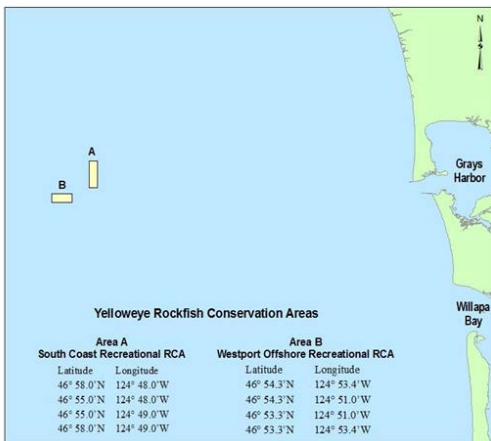 N
S
A
B
Grays
Harbor
Willapa
Bay
Yelloweye Rockfish Conservation Areas
Area A
South Coast Recreational RCA
Latitude Longitude
46° 58.0'N 124° 48.0'W
46° 55.0'N 124° 48.0'W
46° 55.0'N 124° 49.0'W
46° 58.0'N 124° 49.0'W
Area B
Westport Offshore Recreational RCA
Latitude Longitude
46° 54.3'N 124° 53.4'W
46° 54.3'N 124° 51.0'W
46° 53.3'N 124° 51.0'W
46° 53.3'N 124° 53.4'W